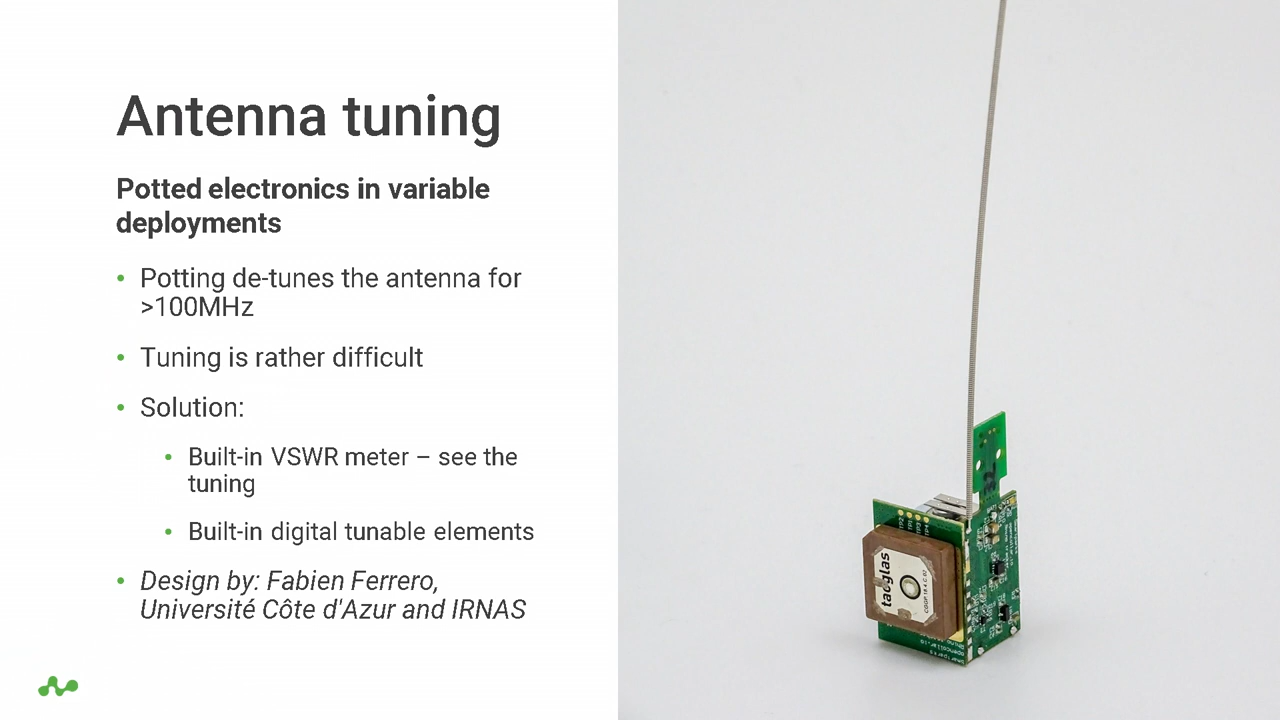 Antenna tuning
Potted electronics in variable
deployments
• Potting de-tunes the antenna for
>100MHz
• Tuning is rather difficult
• Solution:
• Built-in VSWR meter – see the
tuning
• Built-in digital tunable elements
• Design by: Fabien Ferrero,
Université Côte d'Azur and IRNAS
taoglas